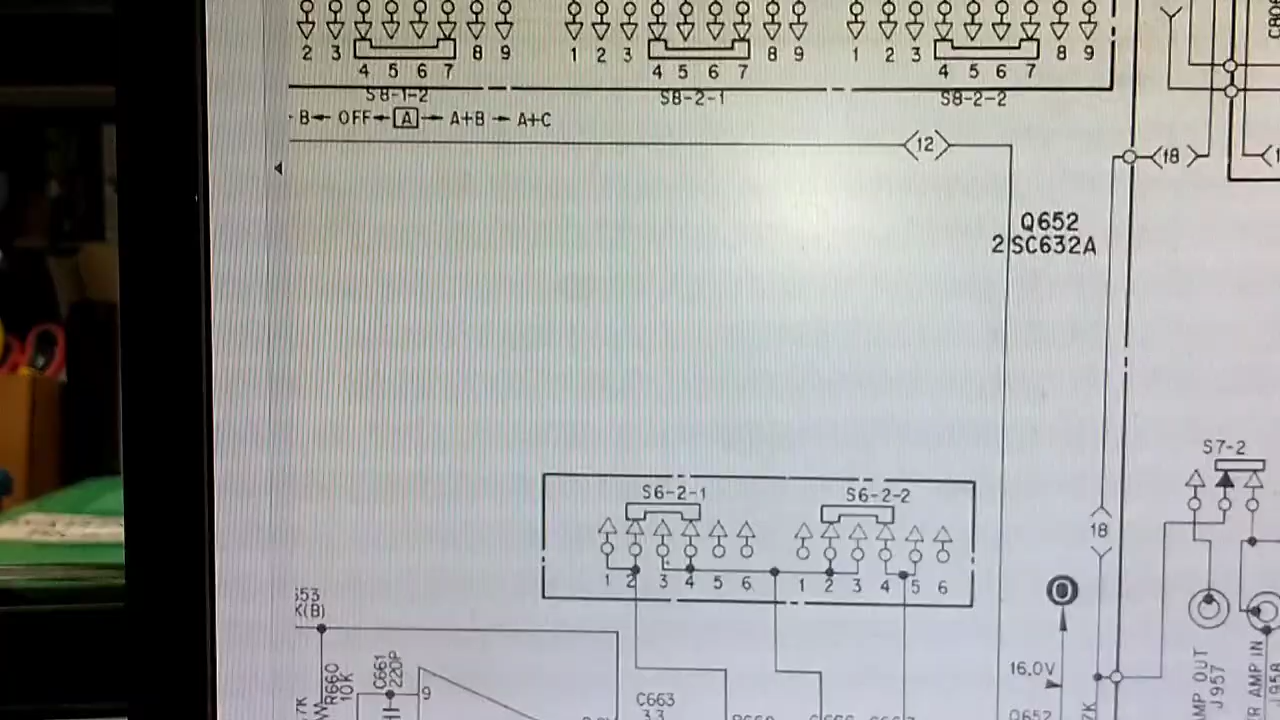 2 3 4 5 6 7 8 9
1 2 3 4 5 6 7 8 9
1 2 3 4 5 6 7 8 9
S8-1-2
S8-2-1
S8-2-2
B← OFF← A → A+B → A+C
12
18
Q652
2SC632A
S7-2
S6-2-1
S6-2-2
1 2 3 4 5 6
1 2 3 4 5 6
18
K(B)
R660
10K
C661
220P
9
C663
3.3
16.0V
Q652
J957
AMP IN